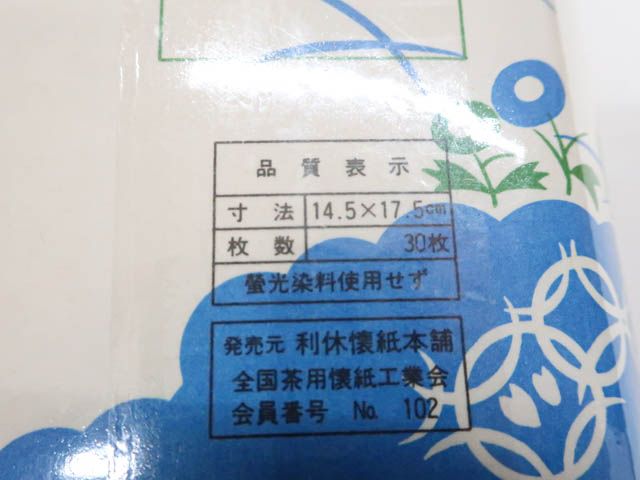 品質表示
寸法 14.5×17.5cm
枚数 30枚
螢光染料使用せず
発売元 利休懐紙本舗
全国茶用懐紙工業会
会員番号 No. 102